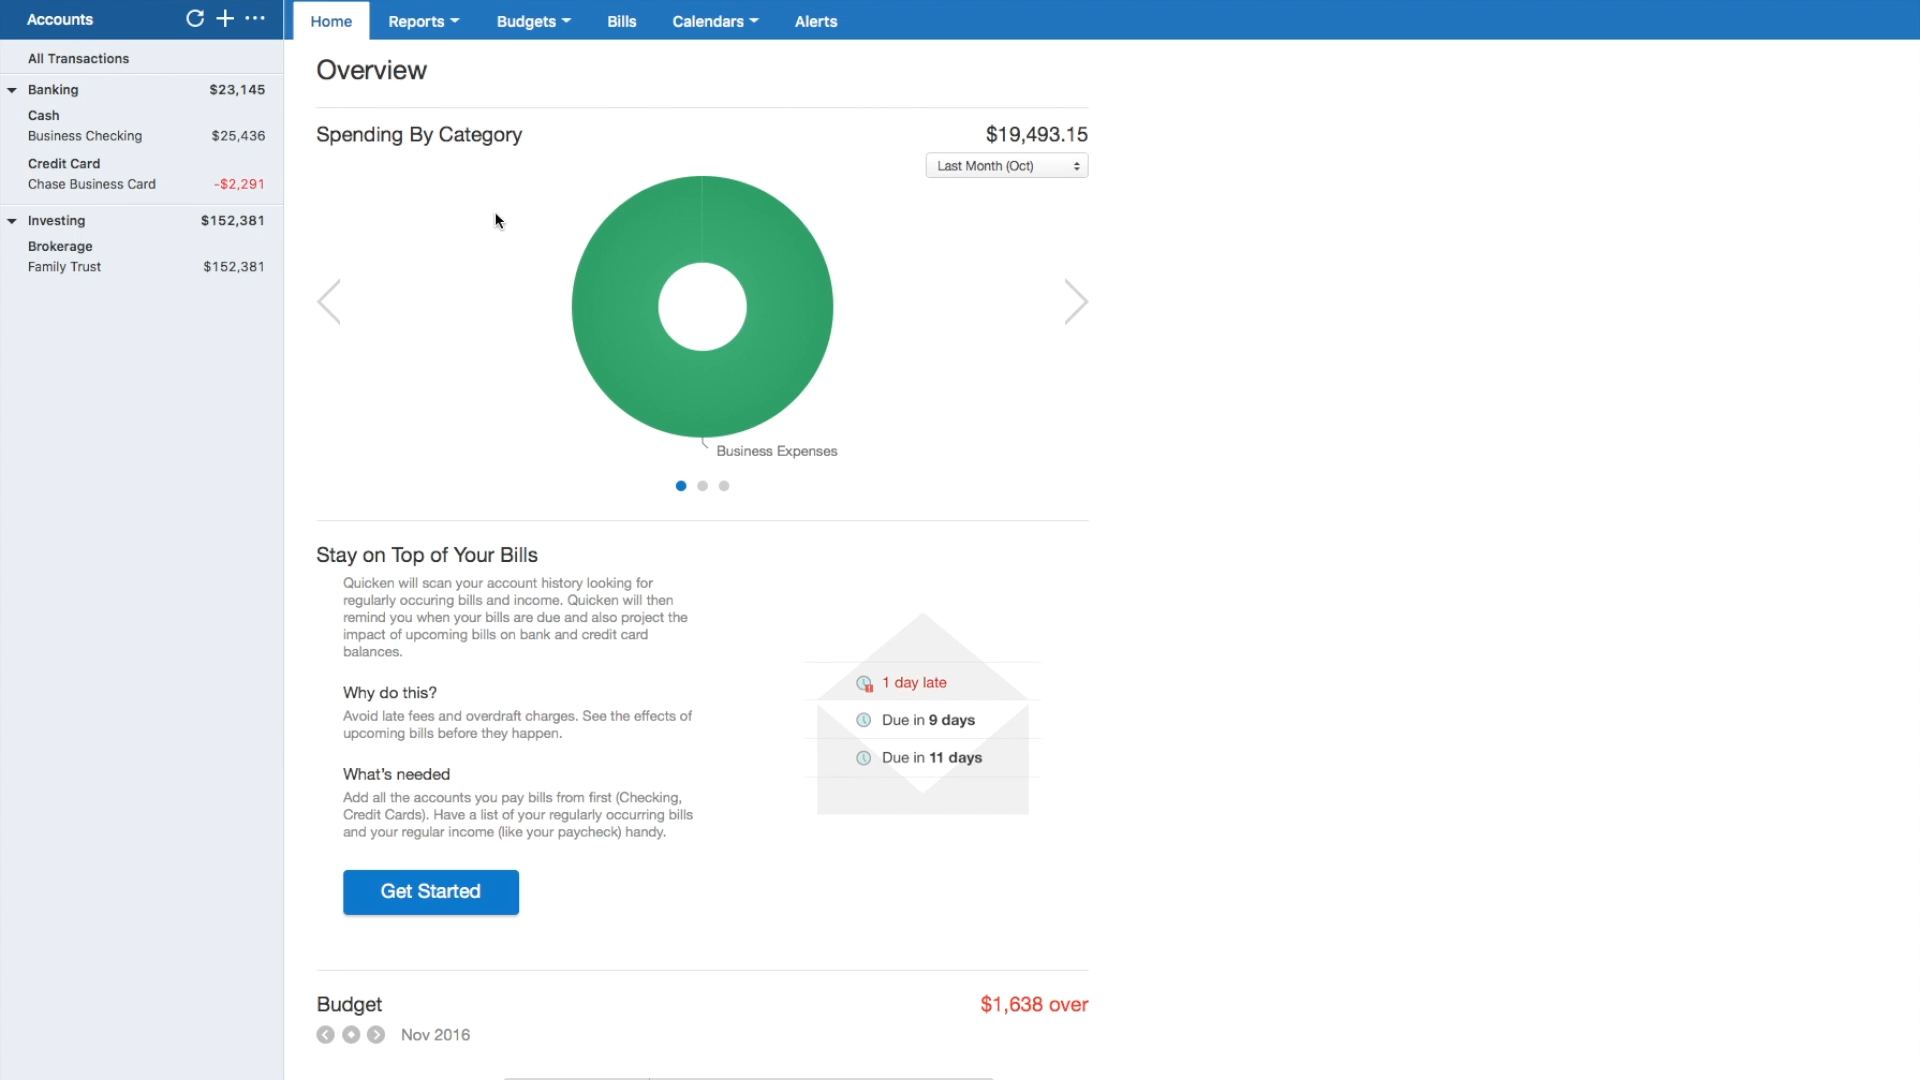 Accounts
Home Reports Budgets Bills Calendars Alerts
All Transactions
Banking $23,145
Cash
Business Checking $25,436
Credit Card
Chase Business Card -$2,291
Investing $152,381
Brokerage
Family Trust $152,381
Overview
Spending By Category $19,493.15
Last Month (Oct)
Business Expenses
Stay on Top of Your Bills
Quicken will scan your account history looking for
regularly occuring bills and income. Quicken will then
remind you when your bills are due and also project the
impact of upcoming bills on bank and credit card
balances.
Why do this?
Avoid late fees and overdraft charges. See the effects of
upcoming bills before they happen.
What's needed
Add all the accounts you pay bills from first (Checking,
Credit Cards). Have a list of your regularly occurring bills
and your regular income (like your paycheck) handy.
Get Started
1 day late
Due in 9 days
Due in 11 days
Budget $1,638 over
Nov 2016